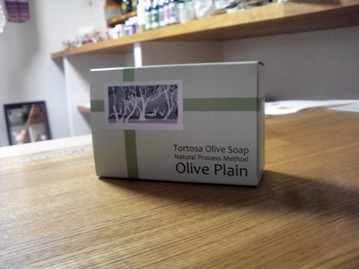 Tortosa Olive Soap
Natural Process Method
Olive Plain